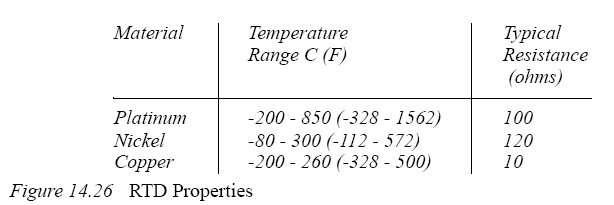 Material Temperature Typical
Range C (F) Resistance
(ohms)
Platinum -200 - 850 (-328 - 1562) 100
Nickel -80 - 300 (-112 - 572) 120
Copper -200 - 260 (-328 - 500) 10
Figure 14.26 RTD Properties